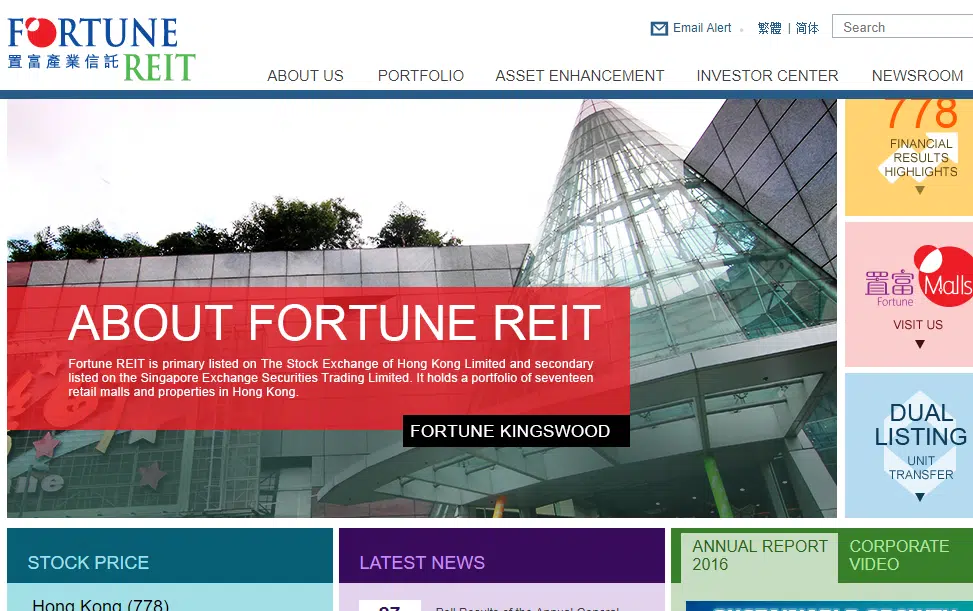 FORTUNE
置富產業信託 REIT
Email Alert
繁體 | 简体
Search
ABOUT US
PORTFOLIO
ASSET ENHANCEMENT
INVESTOR CENTER
NEWSROOM
778
FINANCIAL
RESULTS
HIGHLIGHTS
置富 Malls
Fortune
VISIT US
ABOUT FORTUNE REIT
Fortune REIT is primary listed on The Stock Exchange of Hong Kong Limited and secondary
listed on the Singapore Exchange Securities Trading Limited. It holds a portfolio of seventeen
retail malls and properties in Hong Kong.
FORTUNE KINGSWOOD
DUAL
LISTING
UNIT
TRANSFER
STOCK PRICE
LATEST NEWS
ANNUAL REPORT
2016
CORPORATE
VIDEO
Hong Kong (778)
Poll Results of the Annual General